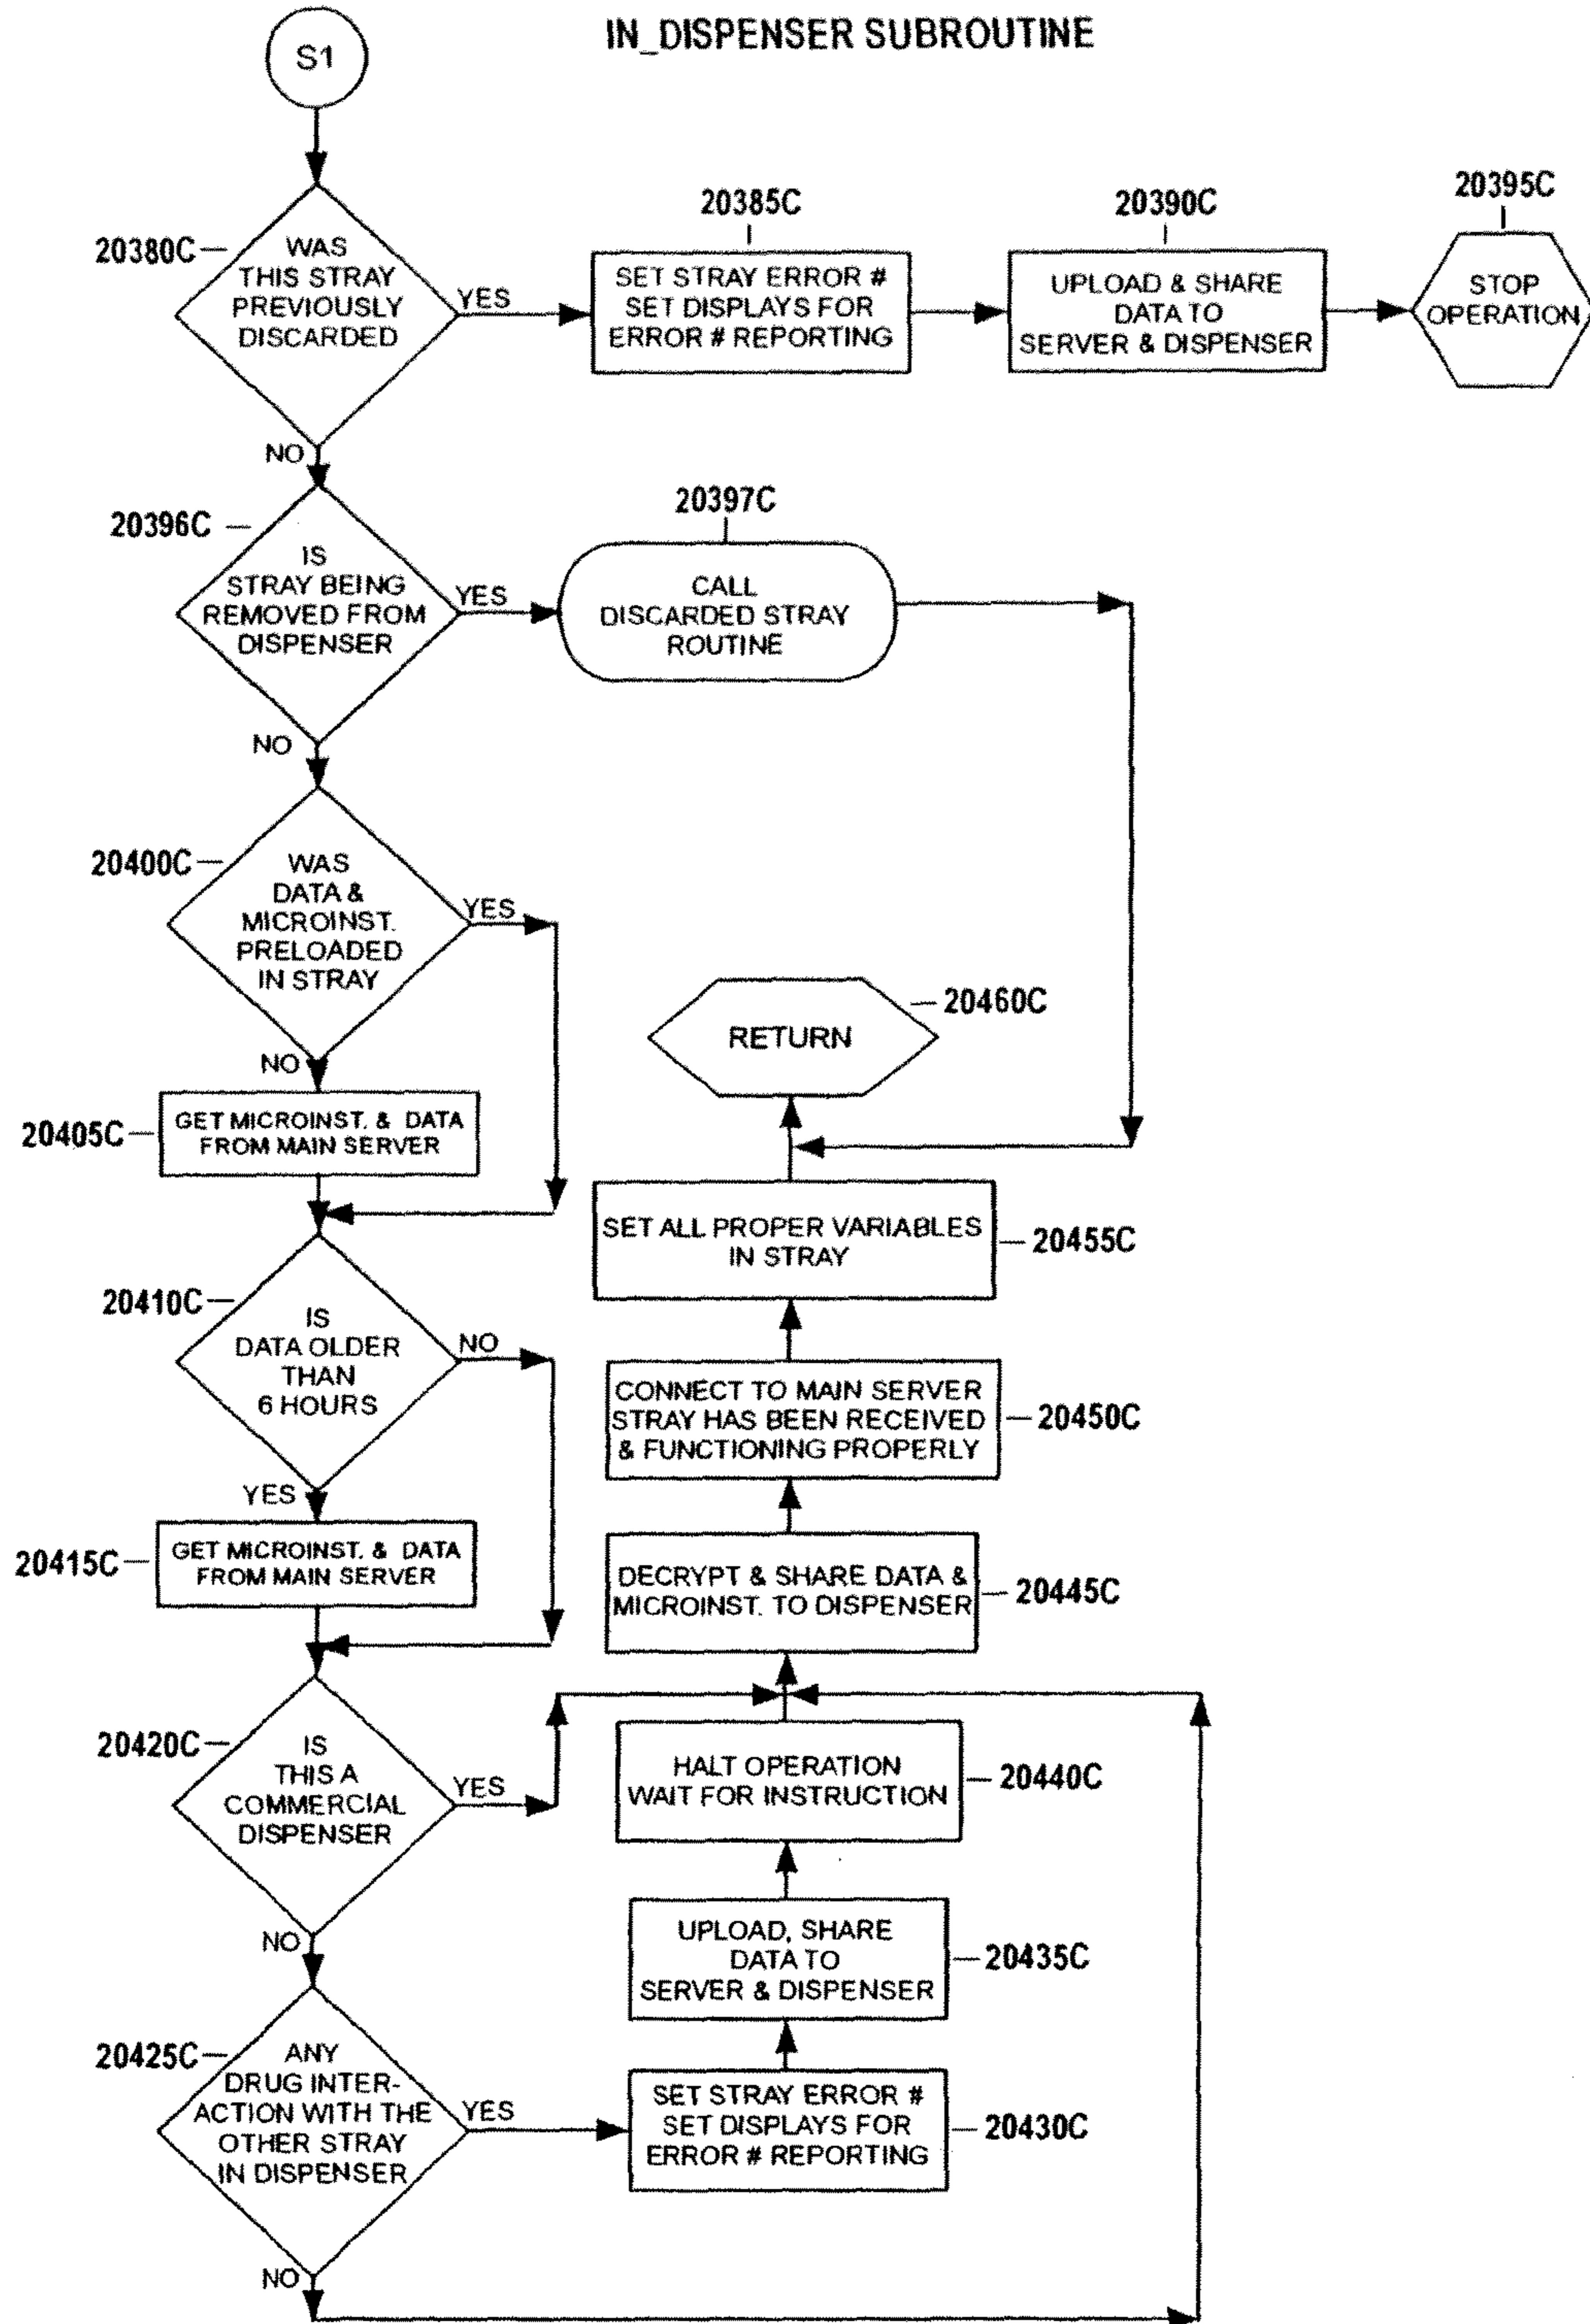 IN_DISPENSER SUBROUTINE
S1
20380C
WAS
THIS STRAY
PREVIOUSLY
DISCARDED
YES
NO
20385C
SET STRAY ERROR #
SET DISPLAYS FOR
ERROR # REPORTING
20390C
UPLOAD & SHARE
DATA TO
SERVER & DISPENSER
20395C
STOP
OPERATION
20396C
IS
STRAY BEING
REMOVED FROM
DISPENSER
YES
NO
20397C
CALL
DISCARDED STRAY
ROUTINE
20400C
WAS
DATA &
MICROINST.
PRELOADED
IN STRAY
YES
NO
20405C
GET MICROINST. & DATA
FROM MAIN SERVER
20410C
IS
DATA OLDER
THAN
6 HOURS
NO
YES
20415C
GET MICROINST. & DATA
FROM MAIN SERVER
20420C
IS
THIS A
COMMERCIAL
DISPENSER
YES
NO
20425C
ANY
DRUG INTER-
ACTION WITH THE
OTHER STRAY
IN DISPENSER
YES
NO
RETURN
20460C
SET ALL PROPER VARIABLES
IN STRAY
20455C
CONNECT TO MAIN SERVER
STRAY HAS BEEN RECEIVED
& FUNCTIONING PROPERLY
20450C
DECRYPT & SHARE DATA &
MICROINST. TO DISPENSER
20445C
HALT OPERATION
WAIT FOR INSTRUCTION
20440C
UPLOAD, SHARE
DATA TO
SERVER & DISPENSER
20435C
SET STRAY ERROR #
SET DISPLAYS FOR
ERROR # REPORTING
20430C